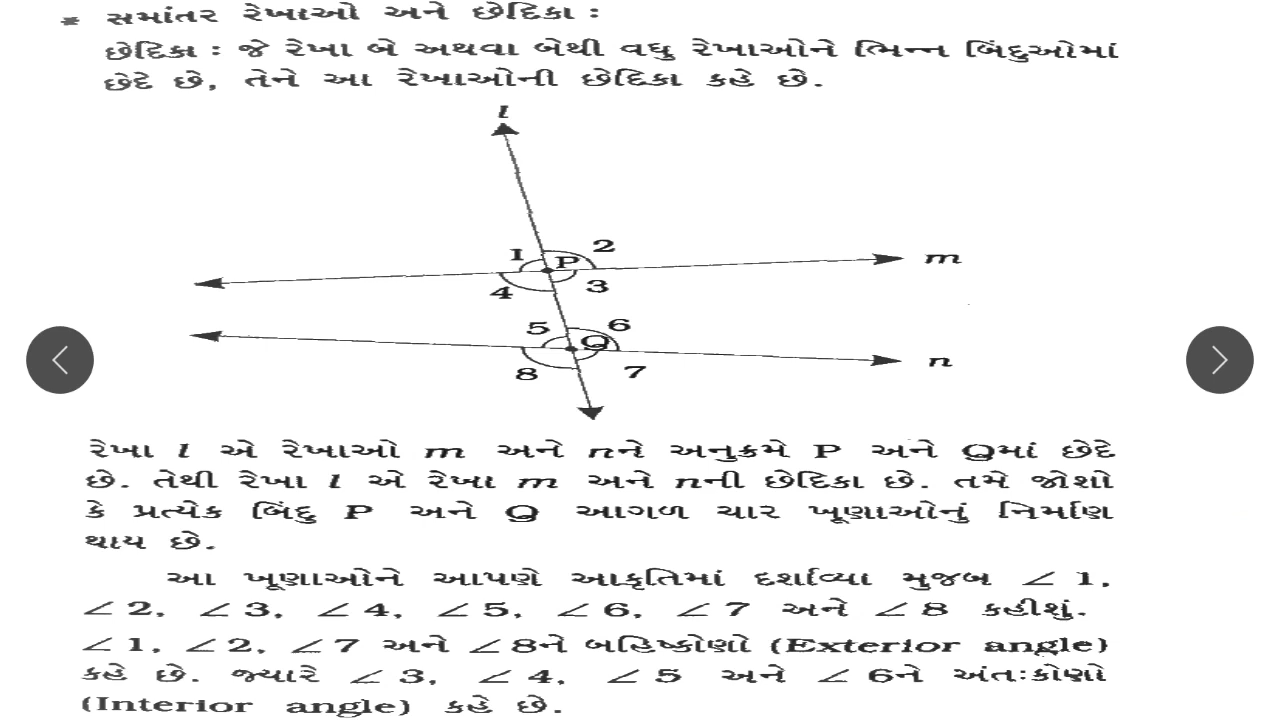 * સમાંતર રેખાઓ અને છેદિકા :
છેદિકા : જે રેખા બે અથવા બેથી વધુ રેખાઓને ભિન્ન બિંદુઓમાં
છેદે છે, તેને આ રેખાઓની છેદિકા કહે છે.
l
1 P 2
m
4 3
5 Q 6
n
8 7
રેખા l એ રેખાઓ m અને nને અનુક્રમે P અને Qમાં છેદે
છે. તેથી રેખા l એ રેખા m અને nની છેદિકા છે. તમે જોશો
કે પ્રત્યેક બિંદુ P અને Q આગળ ચાર ખૂણાઓનું નિર્માણ
થાય છે.
આ ખૂણાઓને આપણે આકૃતિમાં દર્શાવ્યા મુજબ ∠ 1,
∠ 2, ∠ 3, ∠ 4, ∠ 5, ∠ 6, ∠ 7 અને ∠ 8 કહીશું.
∠ 1, ∠ 2, ∠ 7 અને ∠ 8ને બહિષ્કોણો (Exterior angle)
કહે છે. જ્યારે ∠ 3, ∠ 4, ∠ 5 અને ∠ 6ને અંતઃકોણો
(Interior angle) કહે છે.